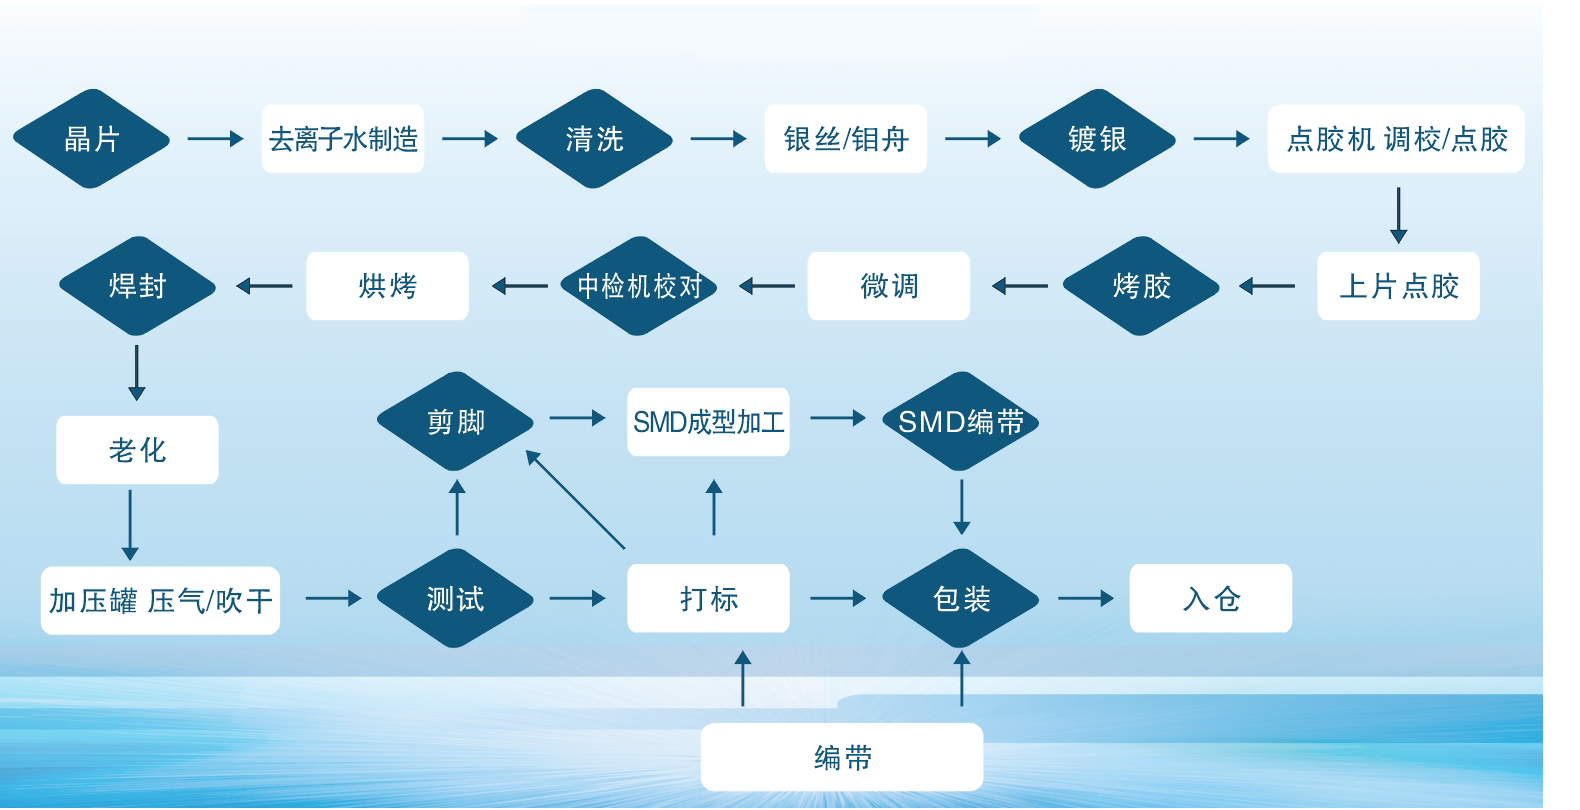 晶片
去离子水制造
清洗
银丝/钼舟
镀银
点胶机 调校/点胶
焊封
烘烤
中检机校对
微调
烤胶
上片点胶
老化
剪脚
SMD成型加工
SMD编带
加压罐 压气/吹干
测试
打标
包装
入仓
编带